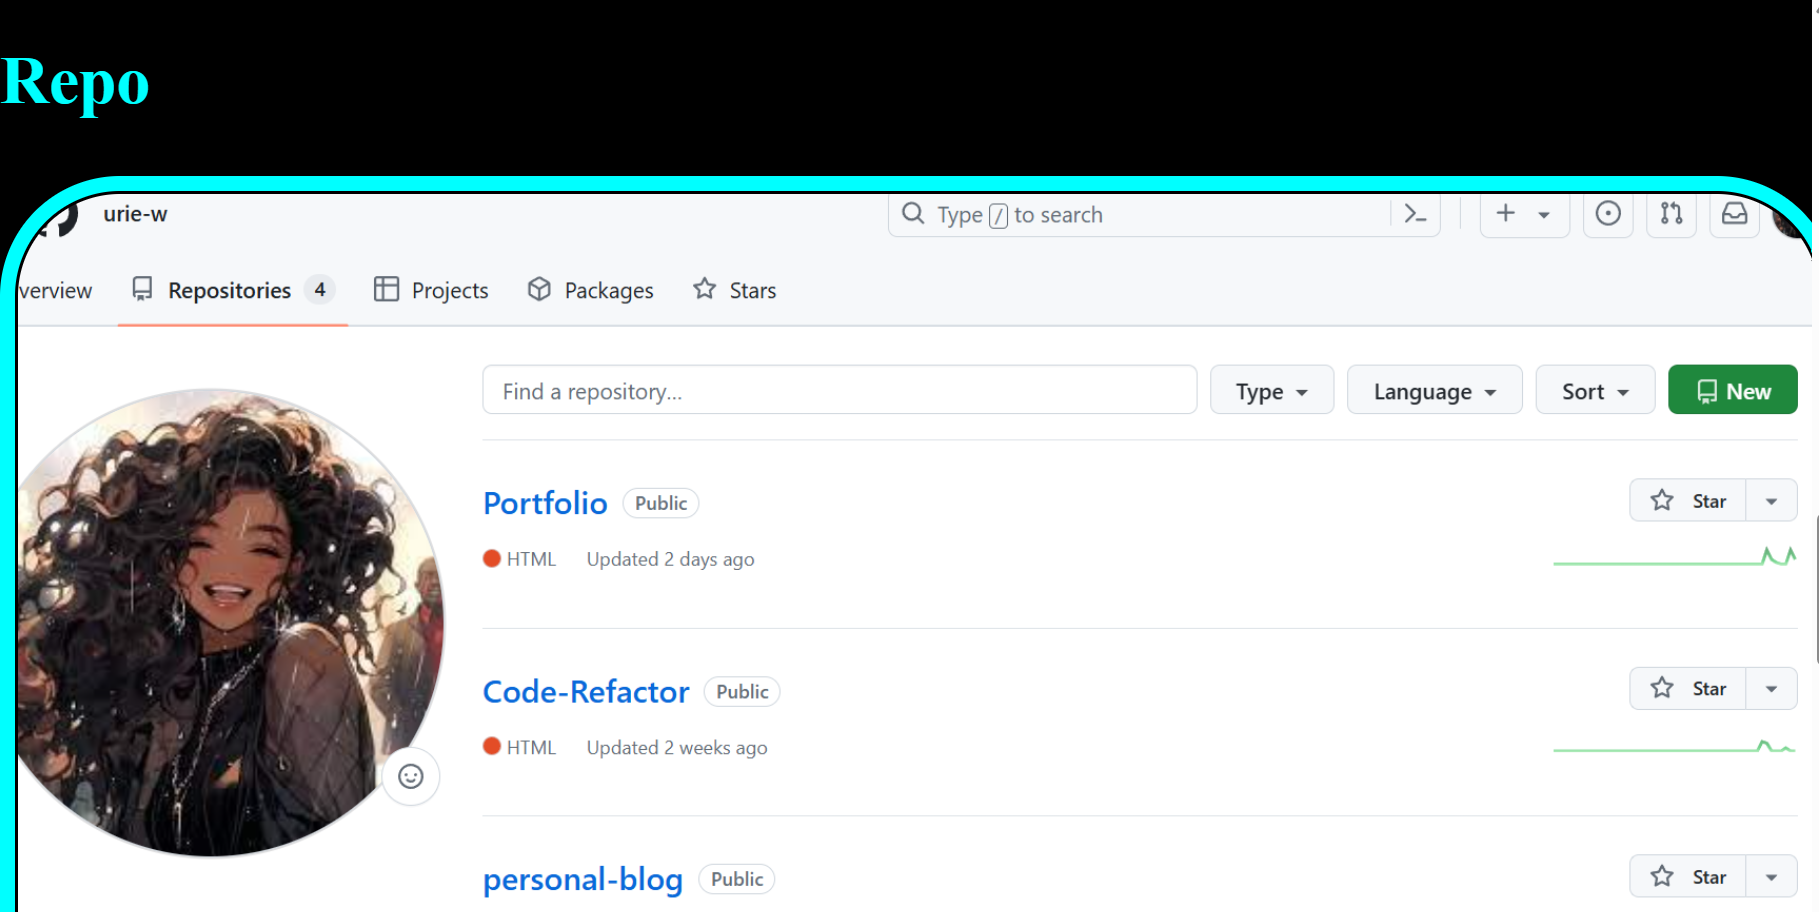 Repo
urie-w
Type / to search
verview
Repositories 4
Projects
Packages
Stars
Find a repository...
Type
Language
Sort
New
Portfolio Public
Star
HTML Updated 2 days ago
Code-Refactor Public
Star
HTML Updated 2 weeks ago
personal-blog Public
Star